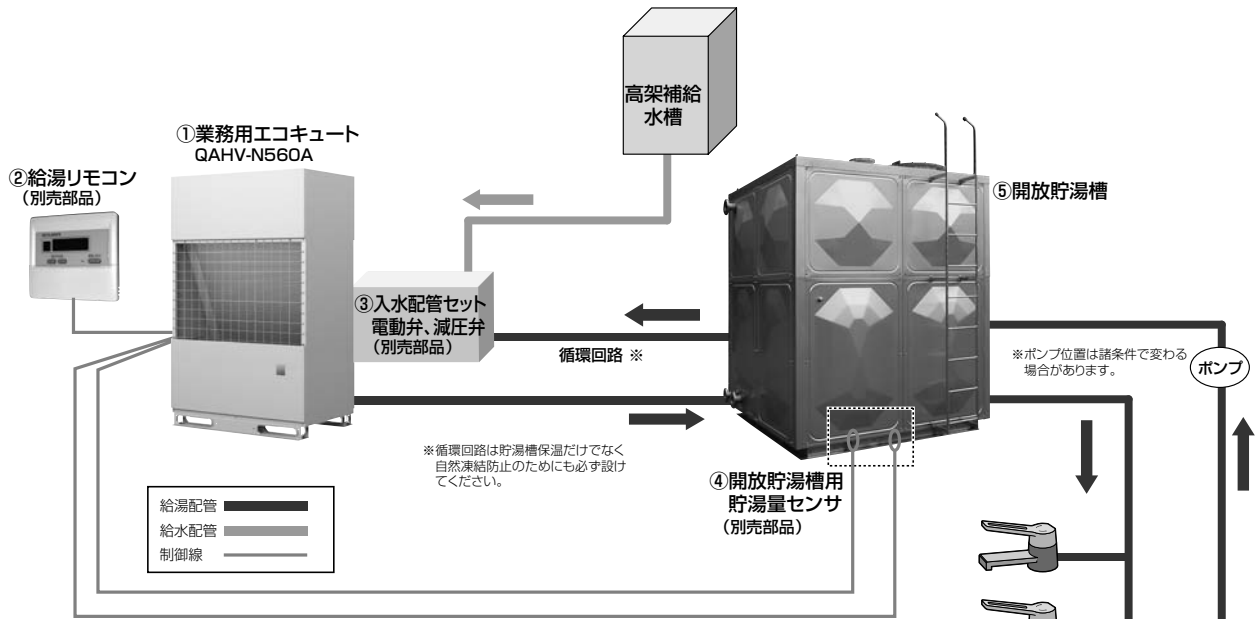 高架補給
水槽
①業務用エコキュート
QAHV-N560A
②給湯リモコン
（別売部品）
⑤開放貯湯槽
③入水配管セット
電動弁、減圧弁
（別売部品）
循環回路 ※
※ポンプ位置は諸条件で変わる
場合があります。
ポンプ
※循環回路は貯湯槽保温だけでなく
自然凍結防止のためにも必ず設け
てください。
④開放貯湯槽用
貯湯量センサ
（別売部品）
給湯配管
給水配管
制御線